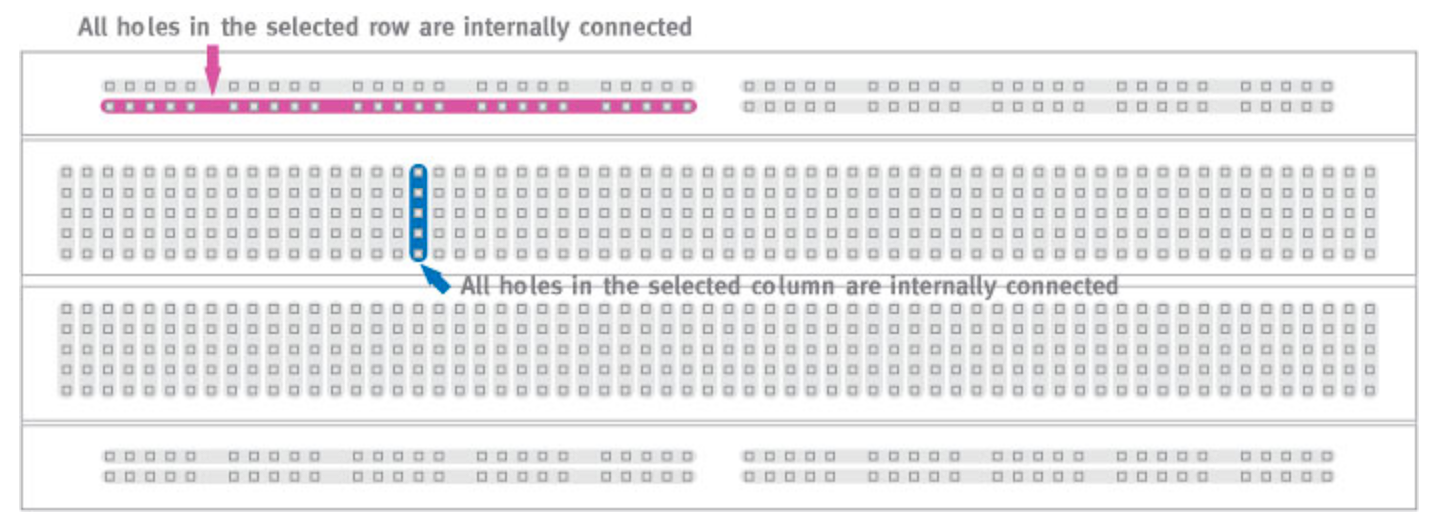 All holes in the selected row are internally connected
All holes in the selected column are internally connected